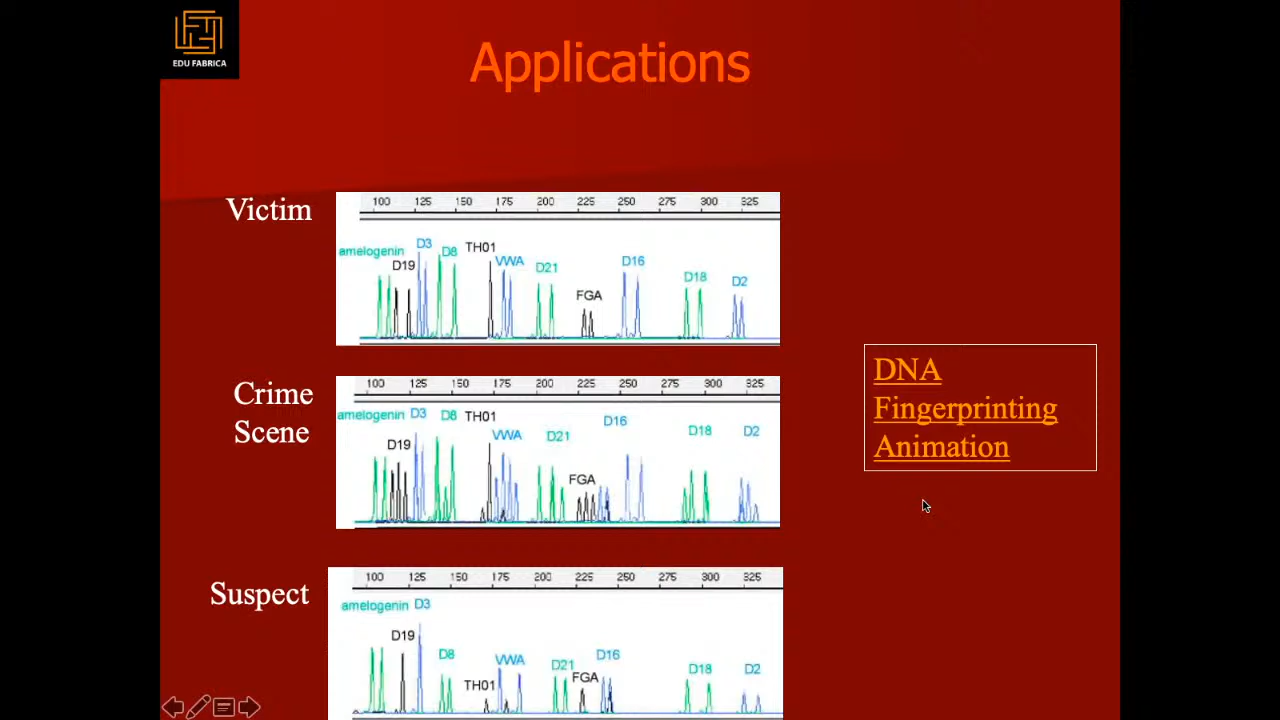 EDU FABRICA
Applications
Victim
100 125 150 175 200 225 250 275 300 325
amelogenin D19 D3 D8 TH01 VWA D21 FGA D16 D18 D2
Crime
Scene
100 125 150 175 200 225 250 275 300 325
amelogenin D19 D3 D8 TH01 VWA D21 FGA D16 D18 D2
DNA
Fingerprinting
Animation
Suspect
100 125 150 175 200 225 250 275 300 325
amelogenin D19 D3 D8 TH01 VWA D21 FGA D16 D18 D2